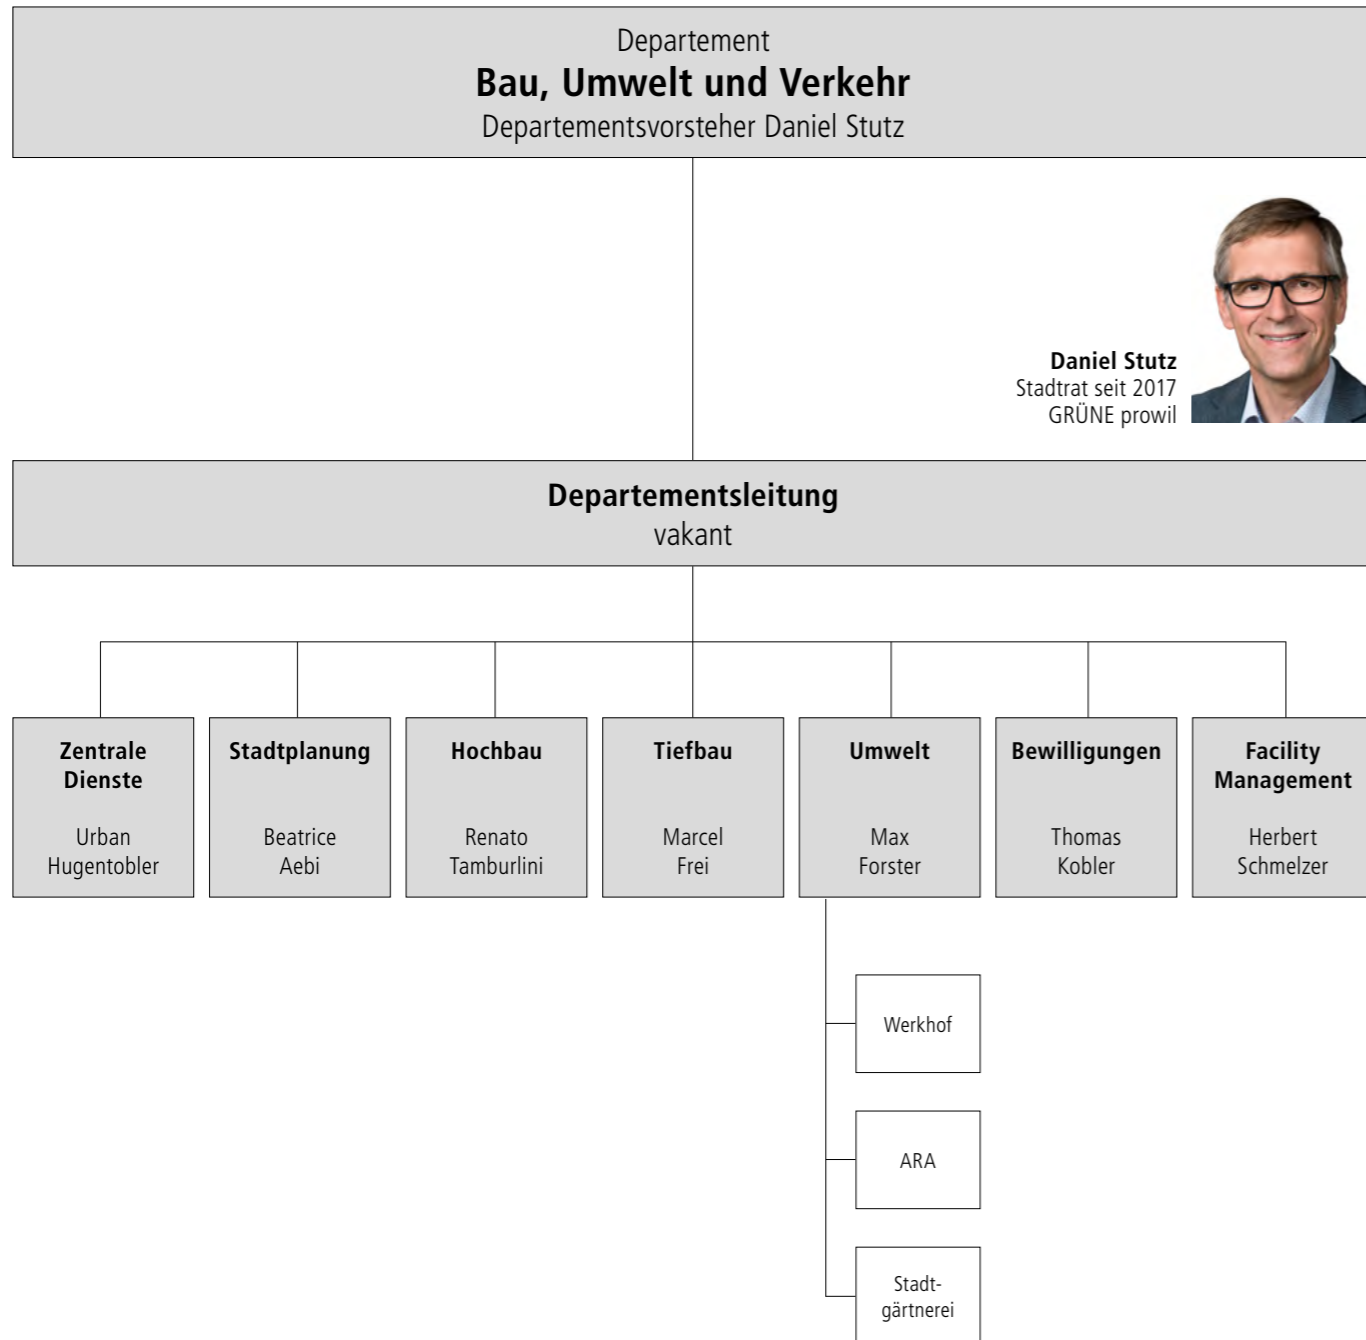 Departement
Bau, Umwelt und Verkehr
Departementsvorsteher Daniel Stutz
Daniel Stutz
Stadtrat seit 2017
GRÜNE prowil
Departementsleitung
vakant
Zentrale
Dienste
Urban
Hugentobler
Stadtplanung
Beatrice
Aebi
Hochbau
Renato
Tamburlini
Tiefbau
Marcel
Frei
Umwelt
Max
Forster
Bewilligungen
Thomas
Kobler
Facility
Management
Herbert
Schmelzer
Werkhof
ARA
Stadt-
gärtnerei